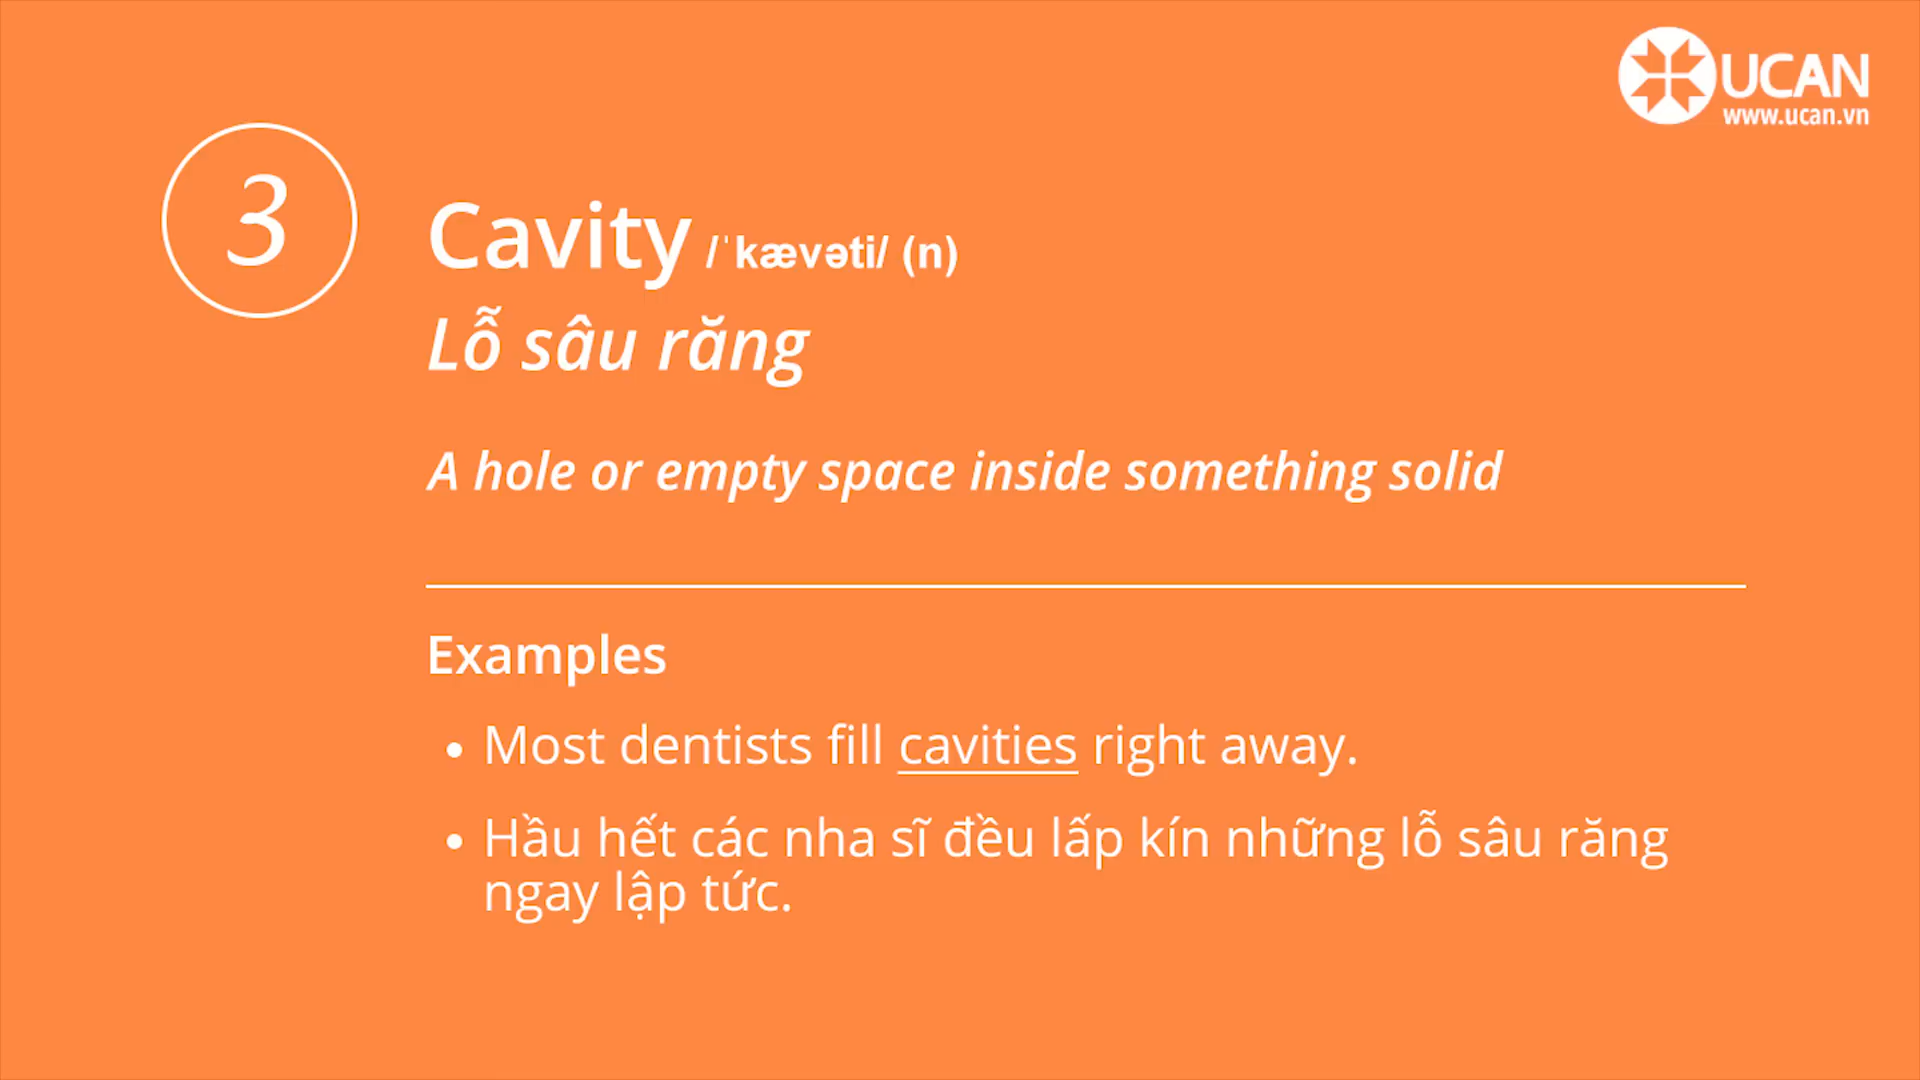 UCAN
www.ucan.vn
3
Cavity /ˈkævəti/ (n)
Lỗ sâu răng
A hole or empty space inside something solid
Examples
• Most dentists fill cavities right away.
• Hầu hết các nha sĩ đều lấp kín những lỗ sâu răng
ngay lập tức.